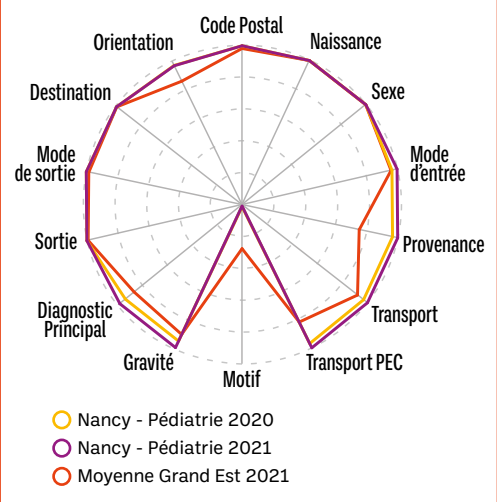 Code Postal
Naissance
Sexe
Mode
d'entrée
Provenance
Transport
Transport PEC
Motif
Gravité
Diagnostic
Principal
Sortie
Mode
de sortie
Destination
Orientation
Nancy - Pédiatrie 2020
Nancy - Pédiatrie 2021
Moyenne Grand Est 2021